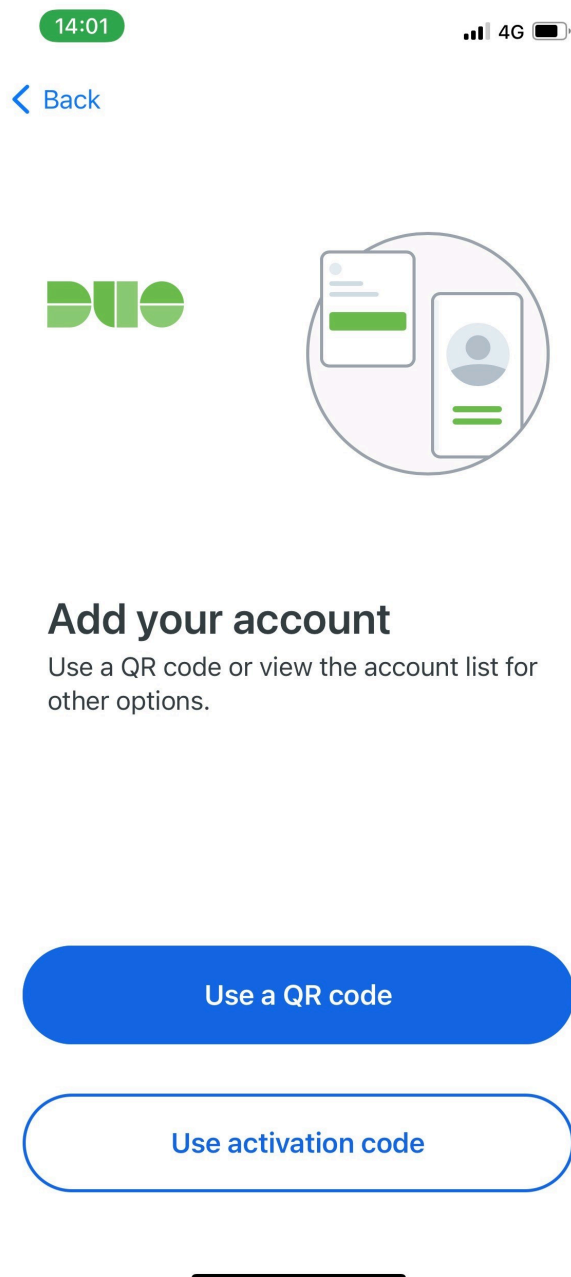 14:01
4G
Back
DUO
Add your account
Use a QR code or view the account list for
other options.
Use a QR code
Use activation code